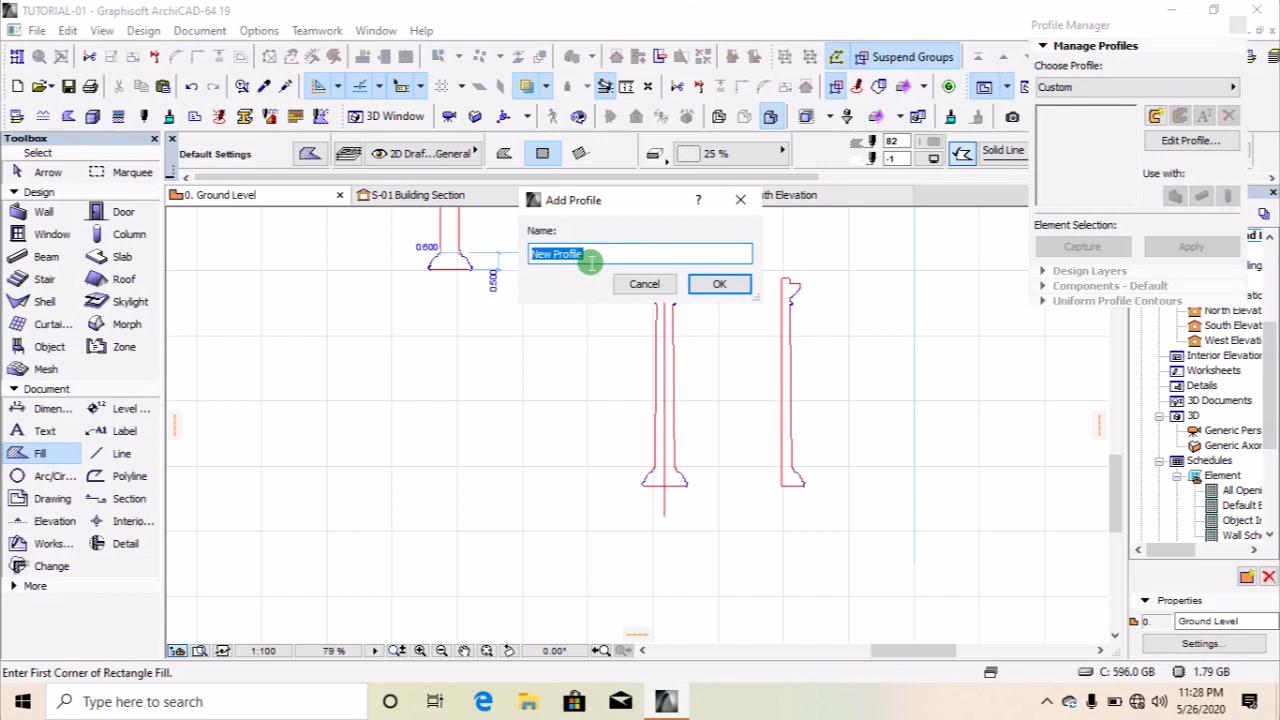 TUTORIAL-01 - Graphisoft ArchiCAD-64 19
File Edit View Design Document Options Teamwork Window Help
Suspend Groups
3D Window
Toolbox
Select
Arrow Marquee
Design
Wall Door
Window Column
Beam Slab
Stair Roof
Shell Skylight
Curtai... Morph
Object Zone
Mesh
Document
Dimen... Level ...
Text Label
Fill Line
Arc/Cir... Polyline
Drawing Section
Elevation Interio...
Works... Detail
Change
More
Default Settings
2D Draf...General
25 %
82
-1
Solid Line
0. Ground Level
S-01 Building Section
th Elevation
0.600
0.500
Add Profile
?
Name:
New Profile
Cancel OK
Profile Manager
Manage Profiles
Choose Profile:
Custom
Edit Profile...
Use with:
Element Selection:
Capture Apply
Design Layers
Components - Default
Uniform Profile Contours
North Elevat
South Elevat
West Elevati
Interior Elevation
Worksheets
Details
3D Documents
3D
Generic Pers
Generic Axon
Schedules
Element
All Openi
Default E
Object In
Wall Sche
Properties
0. Ground Level
Settings...
1:100 79 % 0.00°
Enter First Corner of Rectangle Fill.
C: 596.0 GB 1.79 GB
Type here to search
11:28 PM
5/26/2020